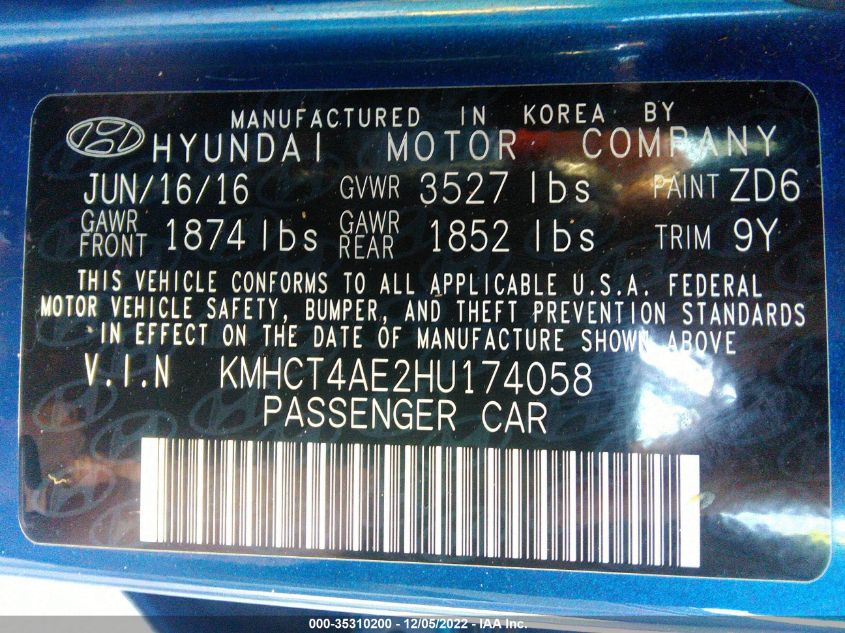 MANUFACTURED IN KOREA BY
HYUNDAI MOTOR COMPANY
JUN/16/16 GVWR 3527 lbs PAINT ZD6
GAWR FRONT 1874 lbs GAWR REAR 1852 lbs TRIM 9Y
THIS VEHICLE CONFORMS TO ALL APPLICABLE U.S.A. FEDERAL
MOTOR VEHICLE SAFETY, BUMPER, AND THEFT PREVENTION STANDARDS
IN EFFECT ON THE DATE OF MANUFACTURE SHOWN ABOVE
V.I.N KMHCT4AE2HU174058
PASSENGER CAR
000-35310200 - 12/05/2022 - IAA Inc.